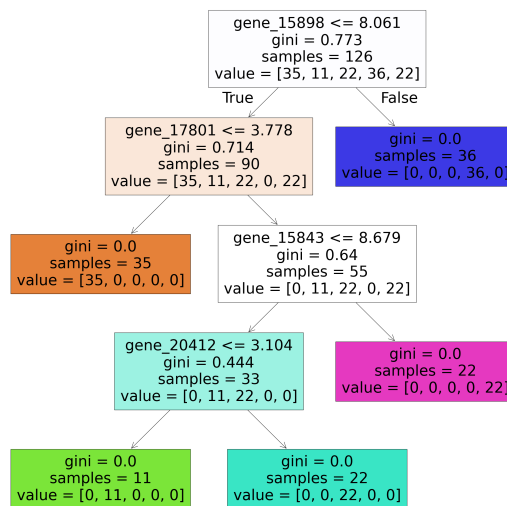 gene_15898 <= 8.061
gini = 0.773
samples = 126
value = [35, 11, 22, 36, 22]
True
False
gene_17801 <= 3.778
gini = 0.714
samples = 90
value = [35, 11, 22, 0, 22]
gini = 0.0
samples = 36
value = [0, 0, 0, 36, 0]
gini = 0.0
samples = 35
value = [35, 0, 0, 0, 0]
gene_15843 <= 8.679
gini = 0.64
samples = 55
value = [0, 11, 22, 0, 22]
gene_20412 <= 3.104
gini = 0.444
samples = 33
value = [0, 11, 22, 0, 0]
gini = 0.0
samples = 22
value = [0, 0, 0, 0, 22]
gini = 0.0
samples = 11
value = [0, 11, 0, 0, 0]
gini = 0.0
samples = 22
value = [0, 0, 22, 0, 0]